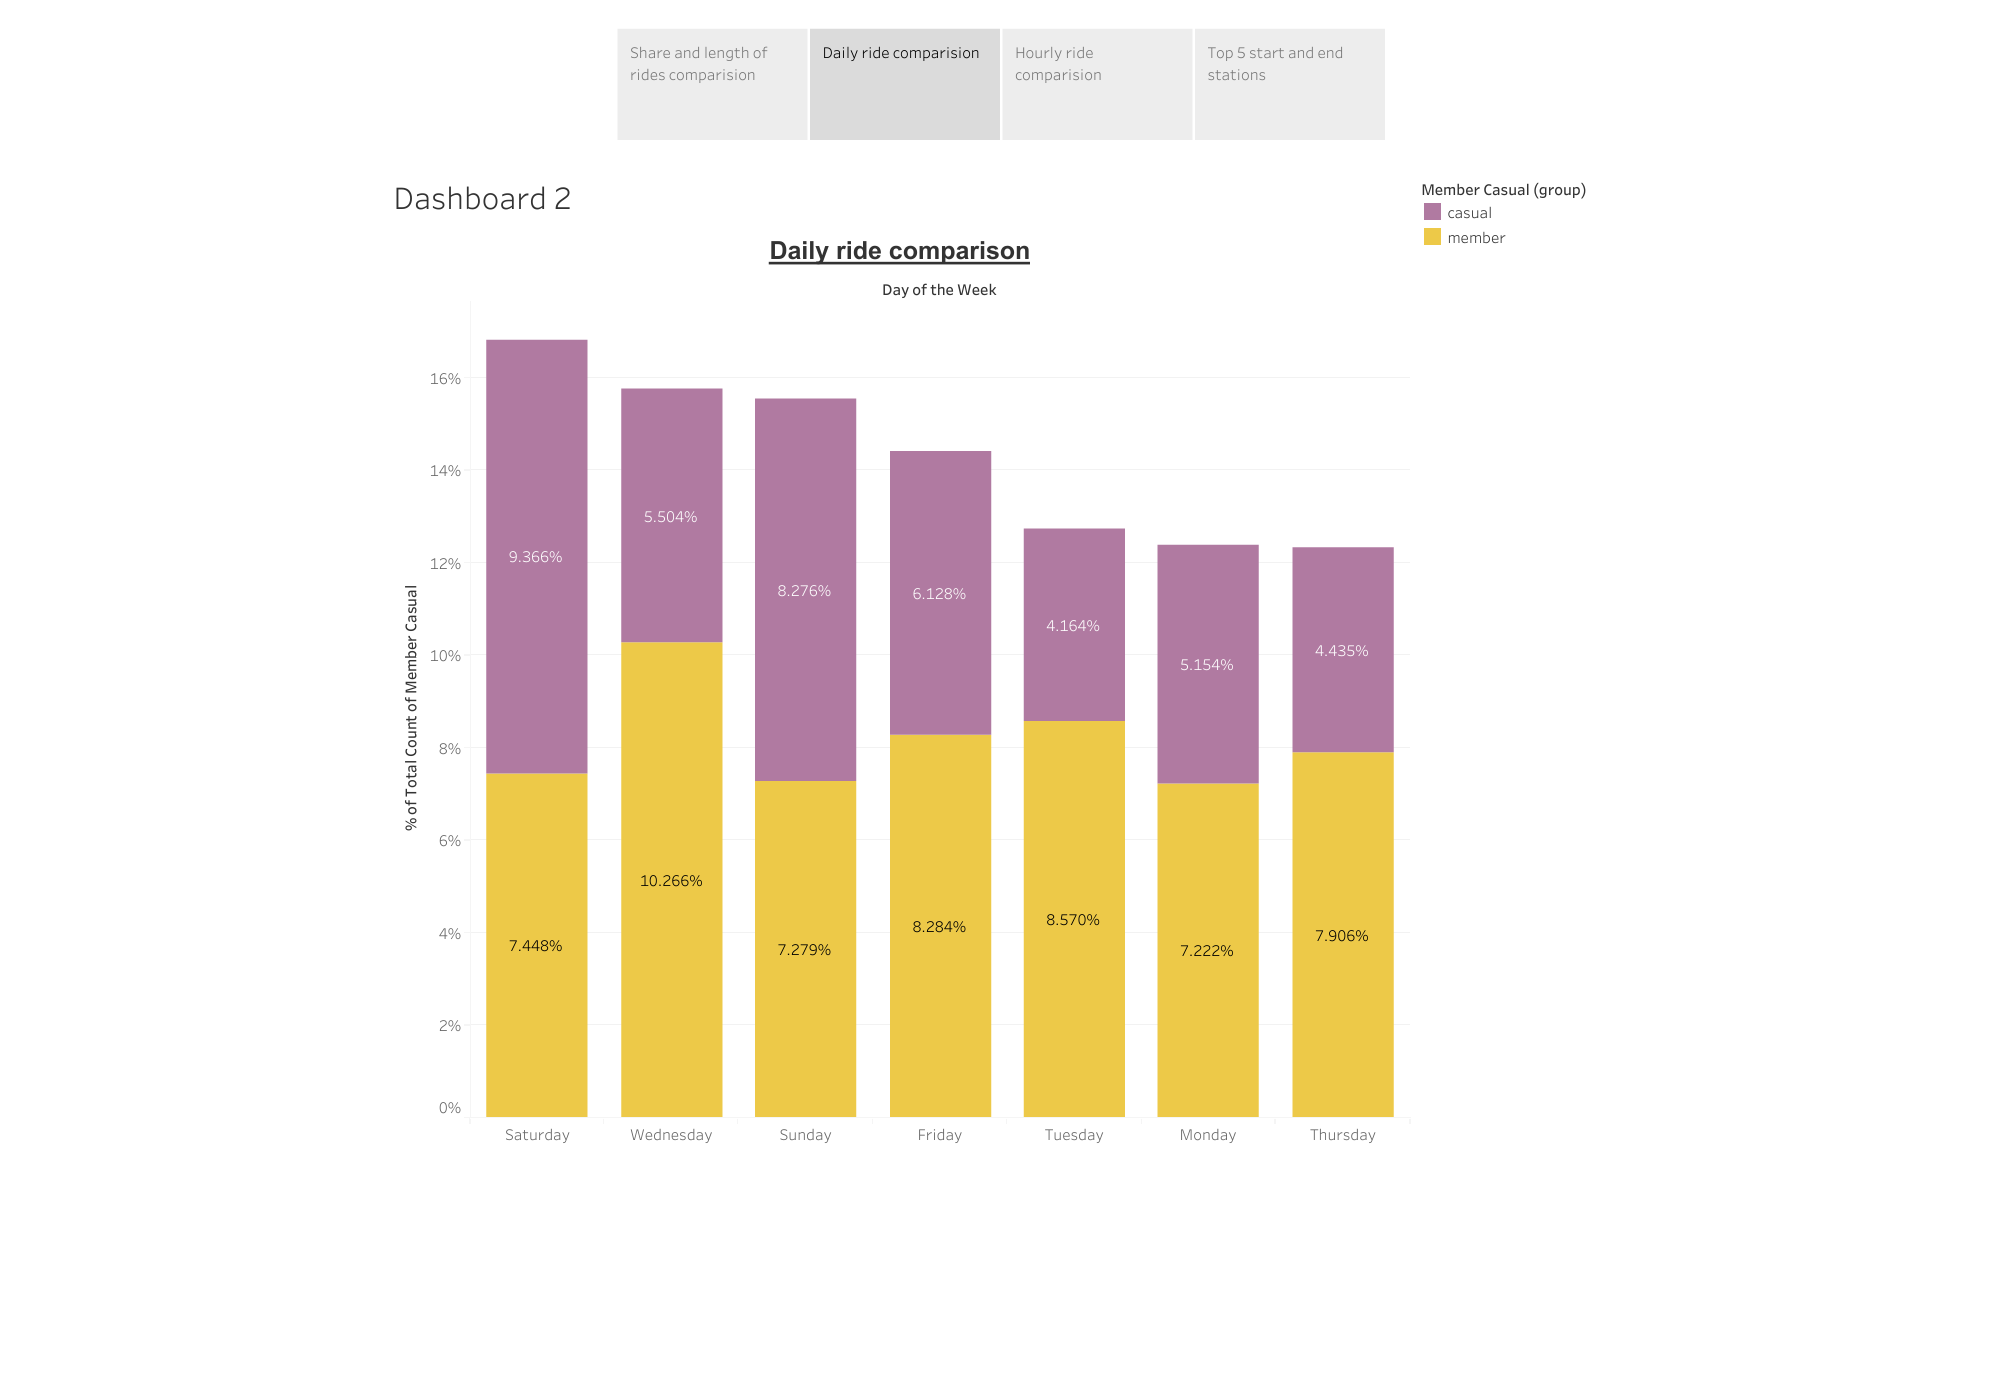 Share and length of
rides comparision
Daily ride comparision
Hourly ride
comparision
Top 5 start and end
stations
Dashboard 2
Member Casual (group)
casual
member
Daily ride comparison
Day of the Week
% of Total Count of Member Casual
16%
14%
12%
10%
8%
6%
4%
2%
0%
9.366%
7.448%
5.504%
10.266%
8.276%
7.279%
6.128%
8.284%
4.164%
8.570%
5.154%
7.222%
4.435%
7.906%
Saturday
Wednesday
Sunday
Friday
Tuesday
Monday
Thursday